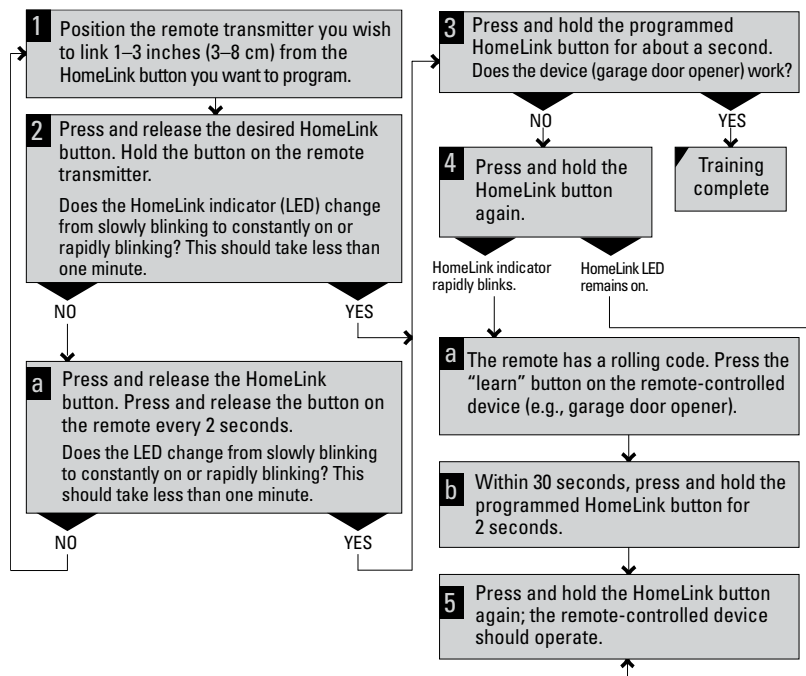 1
Position the remote transmitter you wish
to link 1–3 inches (3–8 cm) from the
HomeLink button you want to program.
2
Press and release the desired HomeLink
button. Hold the button on the remote
transmitter.
Does the HomeLink indicator (LED) change
from slowly blinking to constantly on or
rapidly blinking? This should take less than
one minute.
NO
YES
a
Press and release the HomeLink
button. Press and release the button on
the remote every 2 seconds.
Does the LED change from slowly blinking
to constantly on or rapidly blinking? This
should take less than one minute.
NO
YES
3
Press and hold the programmed
HomeLink button for about a second.
Does the device (garage door opener) work?
NO
YES
4
Press and hold the
HomeLink button
again.
Training
complete
HomeLink indicator
rapidly blinks.
HomeLink LED
remains on.
a
The remote has a rolling code. Press the
“learn” button on the remote-controlled
device (e.g., garage door opener).
b
Within 30 seconds, press and hold the
programmed HomeLink button for
2 seconds.
5
Press and hold the HomeLink button
again; the remote-controlled device
should operate.